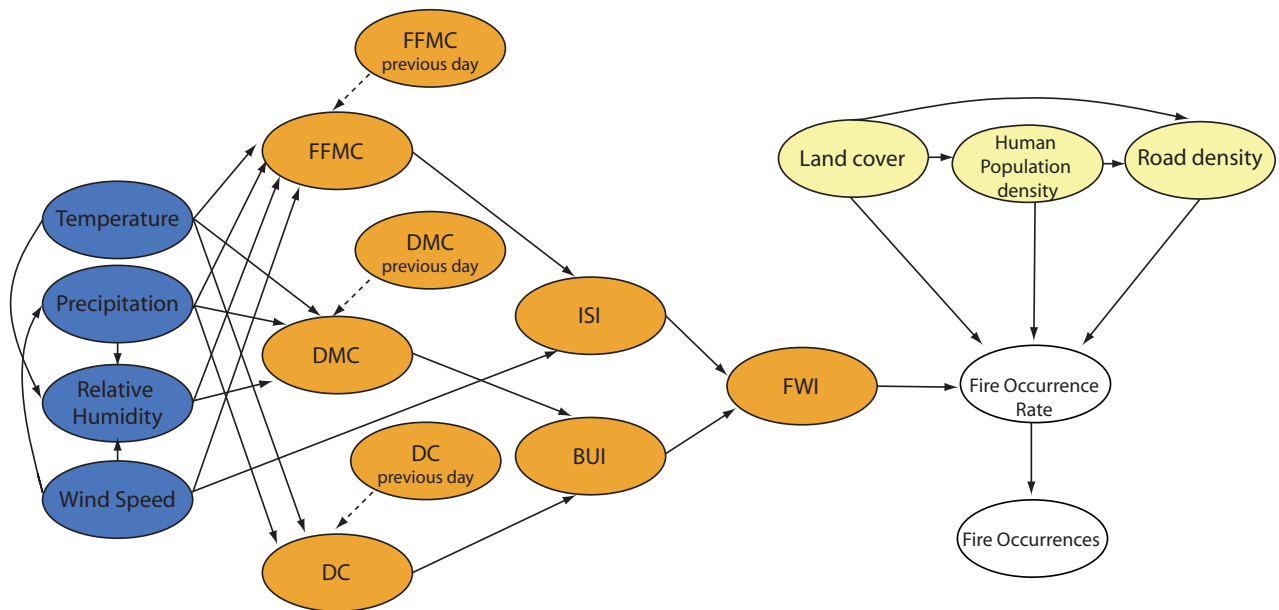 FFMC
previous day
FFMC
Land cover
Human
Population
density
Road density
Temperature
DMC
previous day
Precipitation
ISI
DMC
Relative
Humidity
FWI
Fire Occurrence
Rate
DC
previous day
BUI
Wind Speed
Fire Occurrences
DC